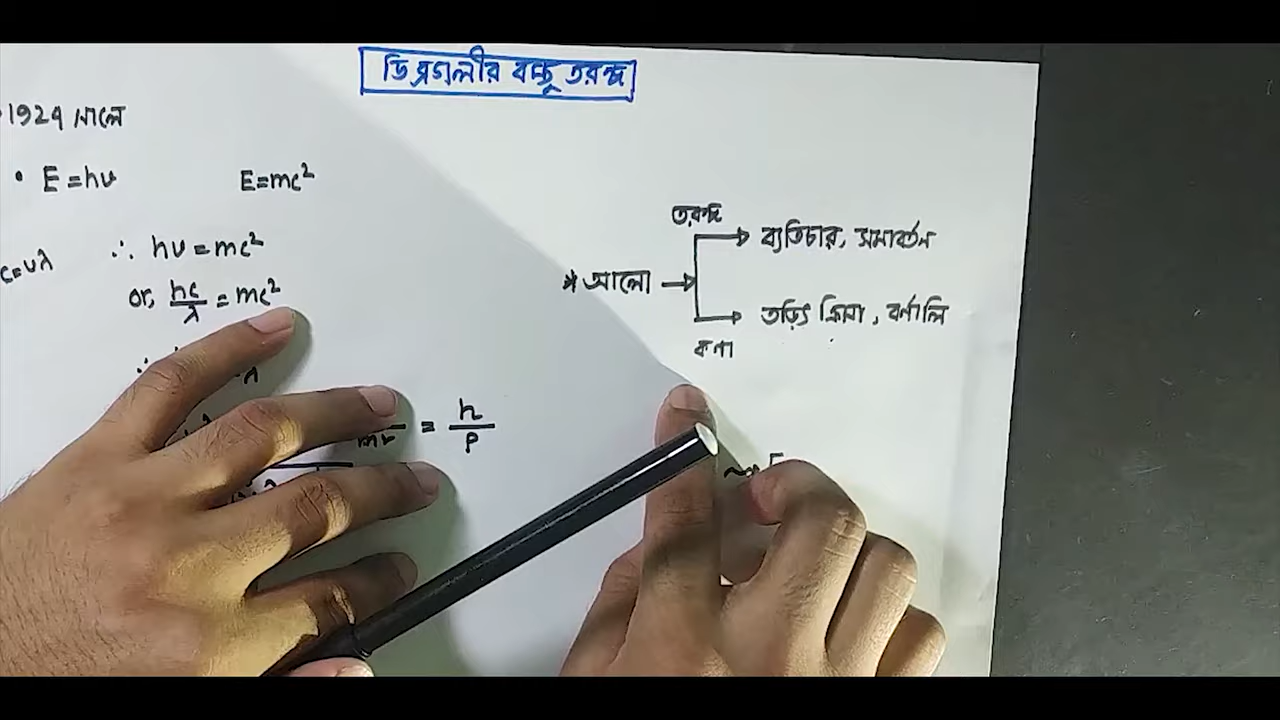 ডি ব্রগলীর বস্তু তরঙ্গ
1924 সালে
• E=hν E=mc²
∴ hν=mc²
c=νλ
or, hc/λ = mc²
= h/P
তরঙ্গ
ব্যতিচার, সমাবর্তন
* আলো →
তড়িৎ ক্রিয়া, বর্ণালি
কণা